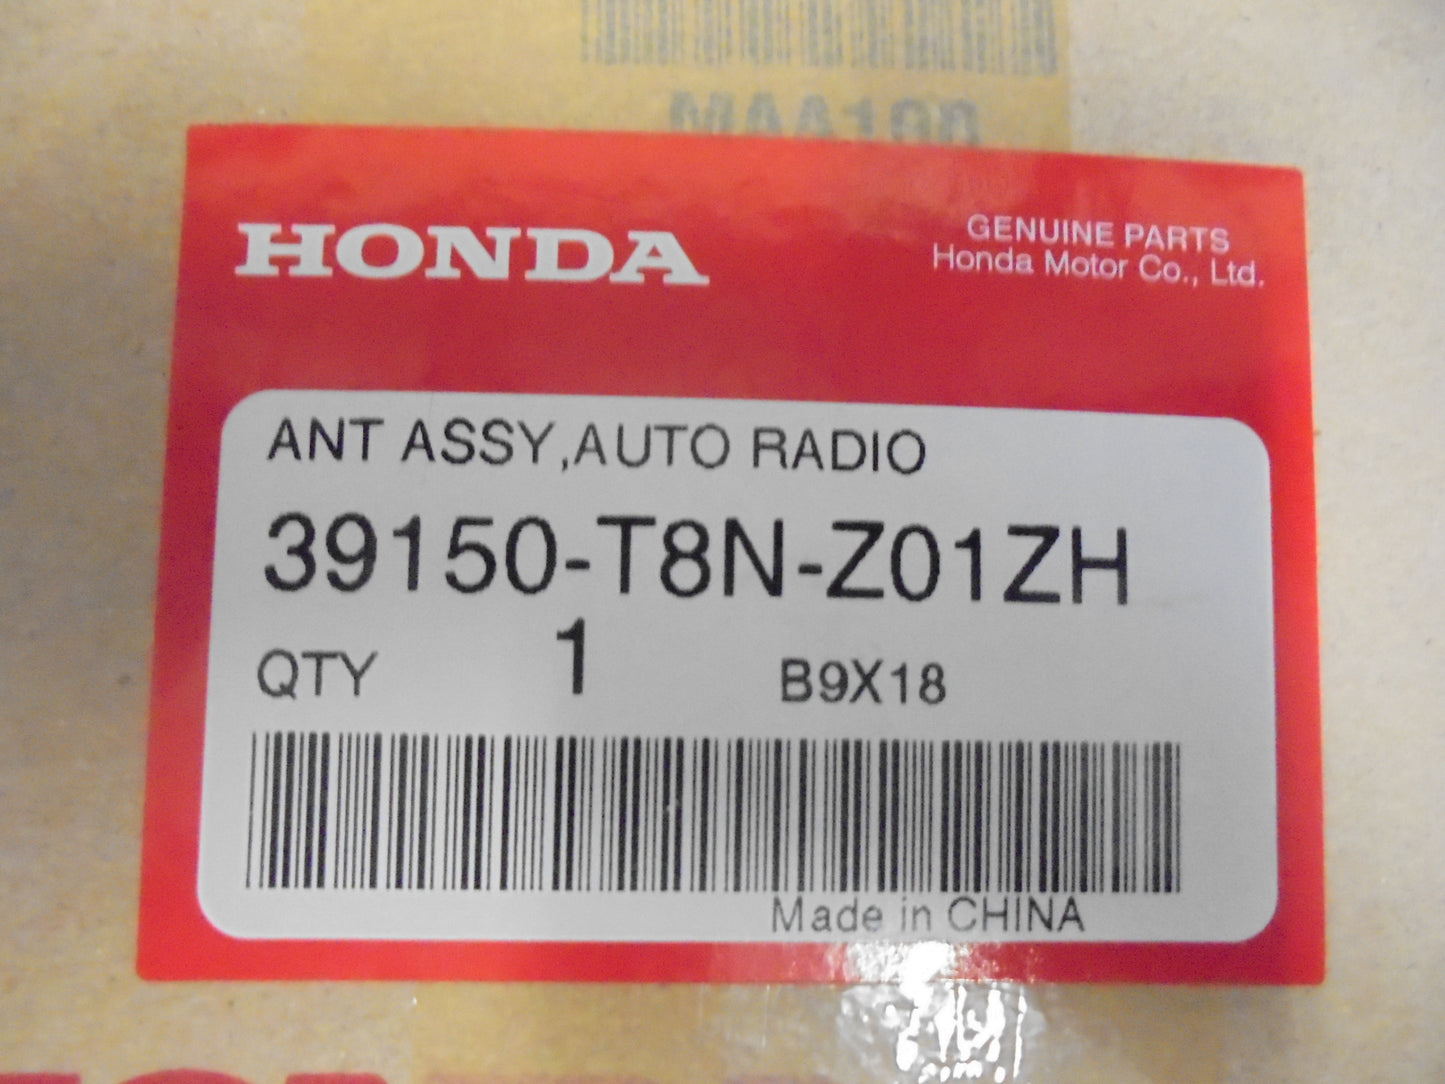 HONDA
GENUINE PARTS
Honda Motor Co., Ltd.
ANT ASSY,AUTO RADIO
39150-T8N-Z01ZH
QTY 1 B9X18
Made in CHINA